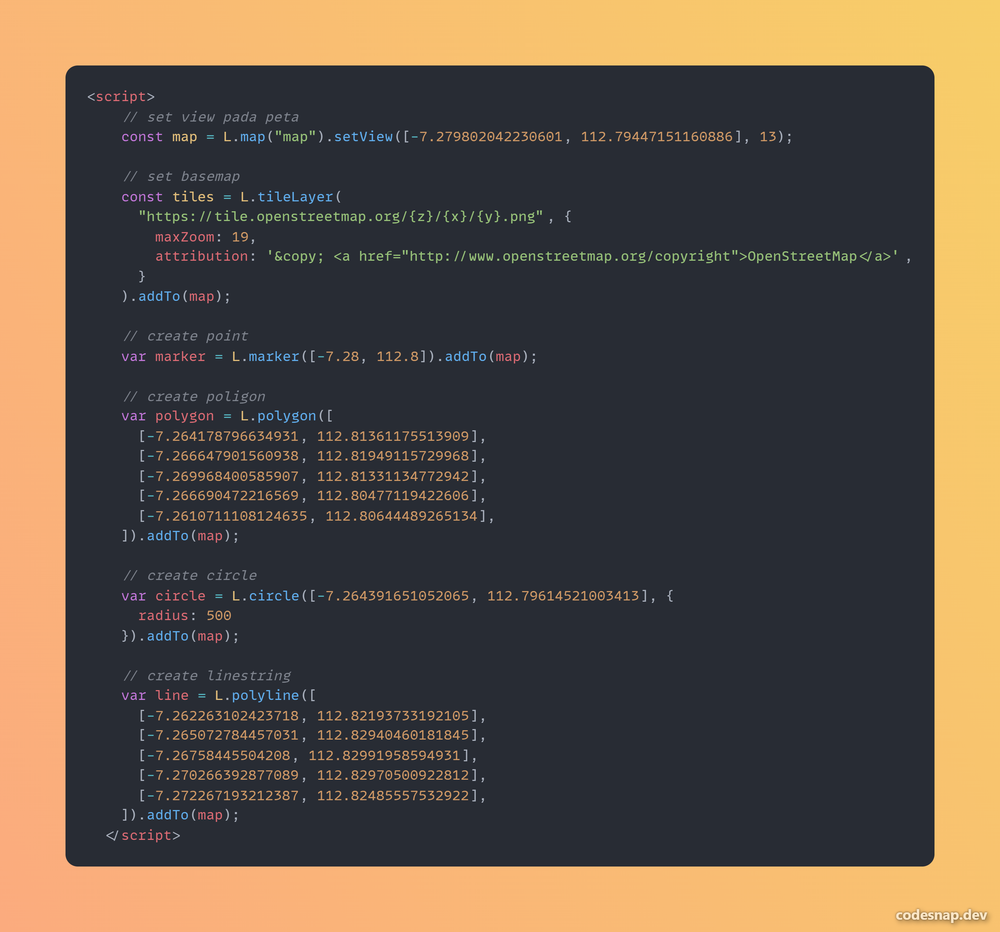 <script>
// set view pada peta
const map = L.map("map").setView([-7.279802042230601, 112.79447151160886], 13);
// set basemap
const tiles = L.tileLayer(
"https://tile.openstreetmap.org/{z}/{x}/{y}.png", {
maxZoom: 19,
attribution: '&copy; <a href="http://www.openstreetmap.org/copyright">OpenStreetMap</a>',
}
).addTo(map);
// create point
var marker = L.marker([-7.28, 112.8]).addTo(map);
// create poligon
var polygon = L.polygon([
[-7.264178796634931, 112.81361175513909],
[-7.266647901560938, 112.81949115729968],
[-7.269968400585907, 112.81331134772942],
[-7.266690472216569, 112.80477119422606],
[-7.2610711108124635, 112.80644489265134],
]).addTo(map);
// create circle
var circle = L.circle([-7.264391651052065, 112.79614521003413], {
radius: 500
}).addTo(map);
// create linestring
var line = L.polyline([
[-7.262263102423718, 112.82193733192105],
[-7.265072784457031, 112.82940460181845],
[-7.26758445504208, 112.82991958594931],
[-7.270266392877089, 112.82970500922812],
[-7.272267193212387, 112.82485557532922],
]).addTo(map);
</script>
codesnap.dev